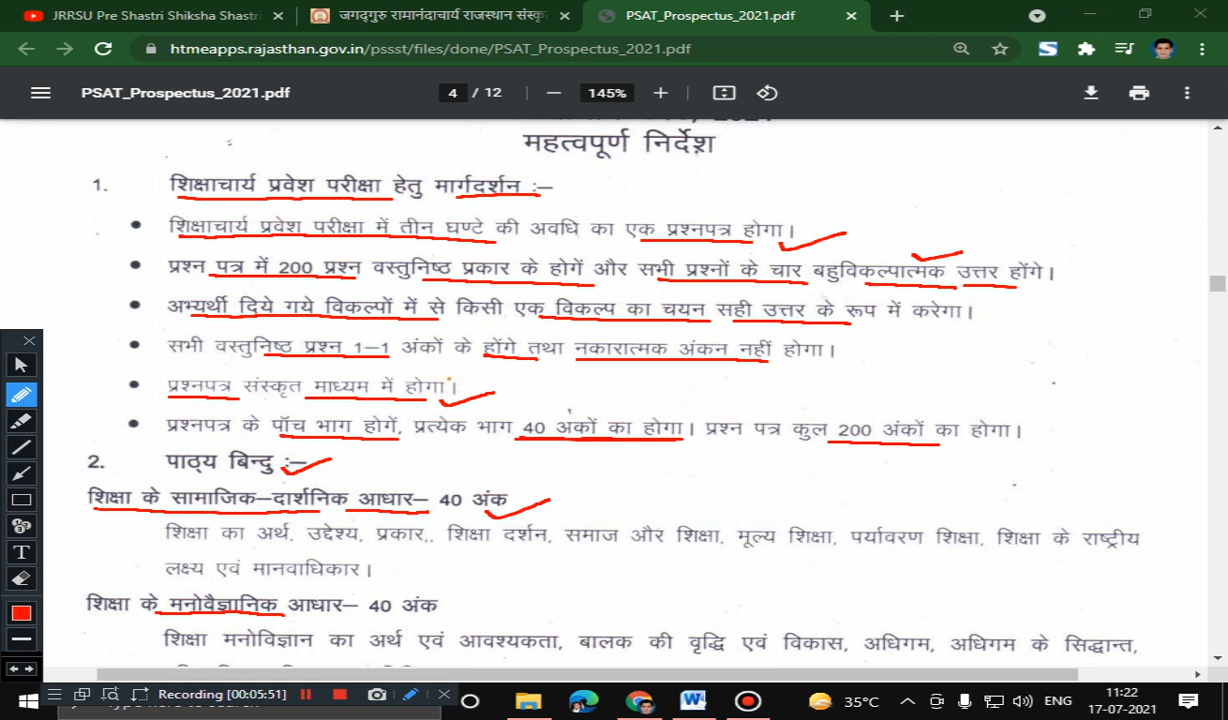 JRRSU Pre Shastri Shiksha Shastri
जगद्गुरु रामानंदाचार्य राजस्थान संस्कृ
PSAT_Prospectus_2021.pdf
htmeapps.rajasthan.gov.in/pssst/files/done/PSAT_Prospectus_2021.pdf
PSAT_Prospectus_2021.pdf
4 / 12
145%
महत्वपूर्ण निर्देश
1. शिक्षाचार्य प्रवेश परीक्षा हेतु मार्गदर्शन :–
• शिक्षाचार्य प्रवेश परीक्षा में तीन घण्टे की अवधि का एक प्रश्नपत्र होगा।
• प्रश्न पत्र में 200 प्रश्न वस्तुनिष्ठ प्रकार के होगें और सभी प्रश्नों के चार बहुविकल्पात्मक उत्तर होंगे।
• अभ्यर्थी दिये गये विकल्पों में से किसी एक विकल्प का चयन सही उत्तर के रूप में करेगा।
• सभी वस्तुनिष्ठ प्रश्न 1–1 अंकों के होंगे तथा नकारात्मक अंकन नहीं होगा।
• प्रश्नपत्र संस्कृत माध्यम में होगा।
• प्रश्नपत्र के पॉच भाग होगें, प्रत्येक भाग 40 अंकों का होगा। प्रश्न पत्र कुल 200 अंकों का होगा।
2. पाठ्य बिन्दु :–
शिक्षा के सामाजिक–दार्शनिक आधार– 40 अंक
शिक्षा का अर्थ, उद्देश्य, प्रकार,, शिक्षा दर्शन, समाज और शिक्षा, मूल्य शिक्षा, पर्यावरण शिक्षा, शिक्षा के राष्ट्रीय
लक्ष्य एवं मानवाधिकार।
शिक्षा के मनोवैज्ञानिक आधार– 40 अंक
शिक्षा मनोविज्ञान का अर्थ एवं आवश्यकता, बालक की वृद्धि एवं विकास, अधिगम, अधिगम के सिद्धान्त,
Recording [00:05:51]
35°C
ENG
11:22
17-07-2021